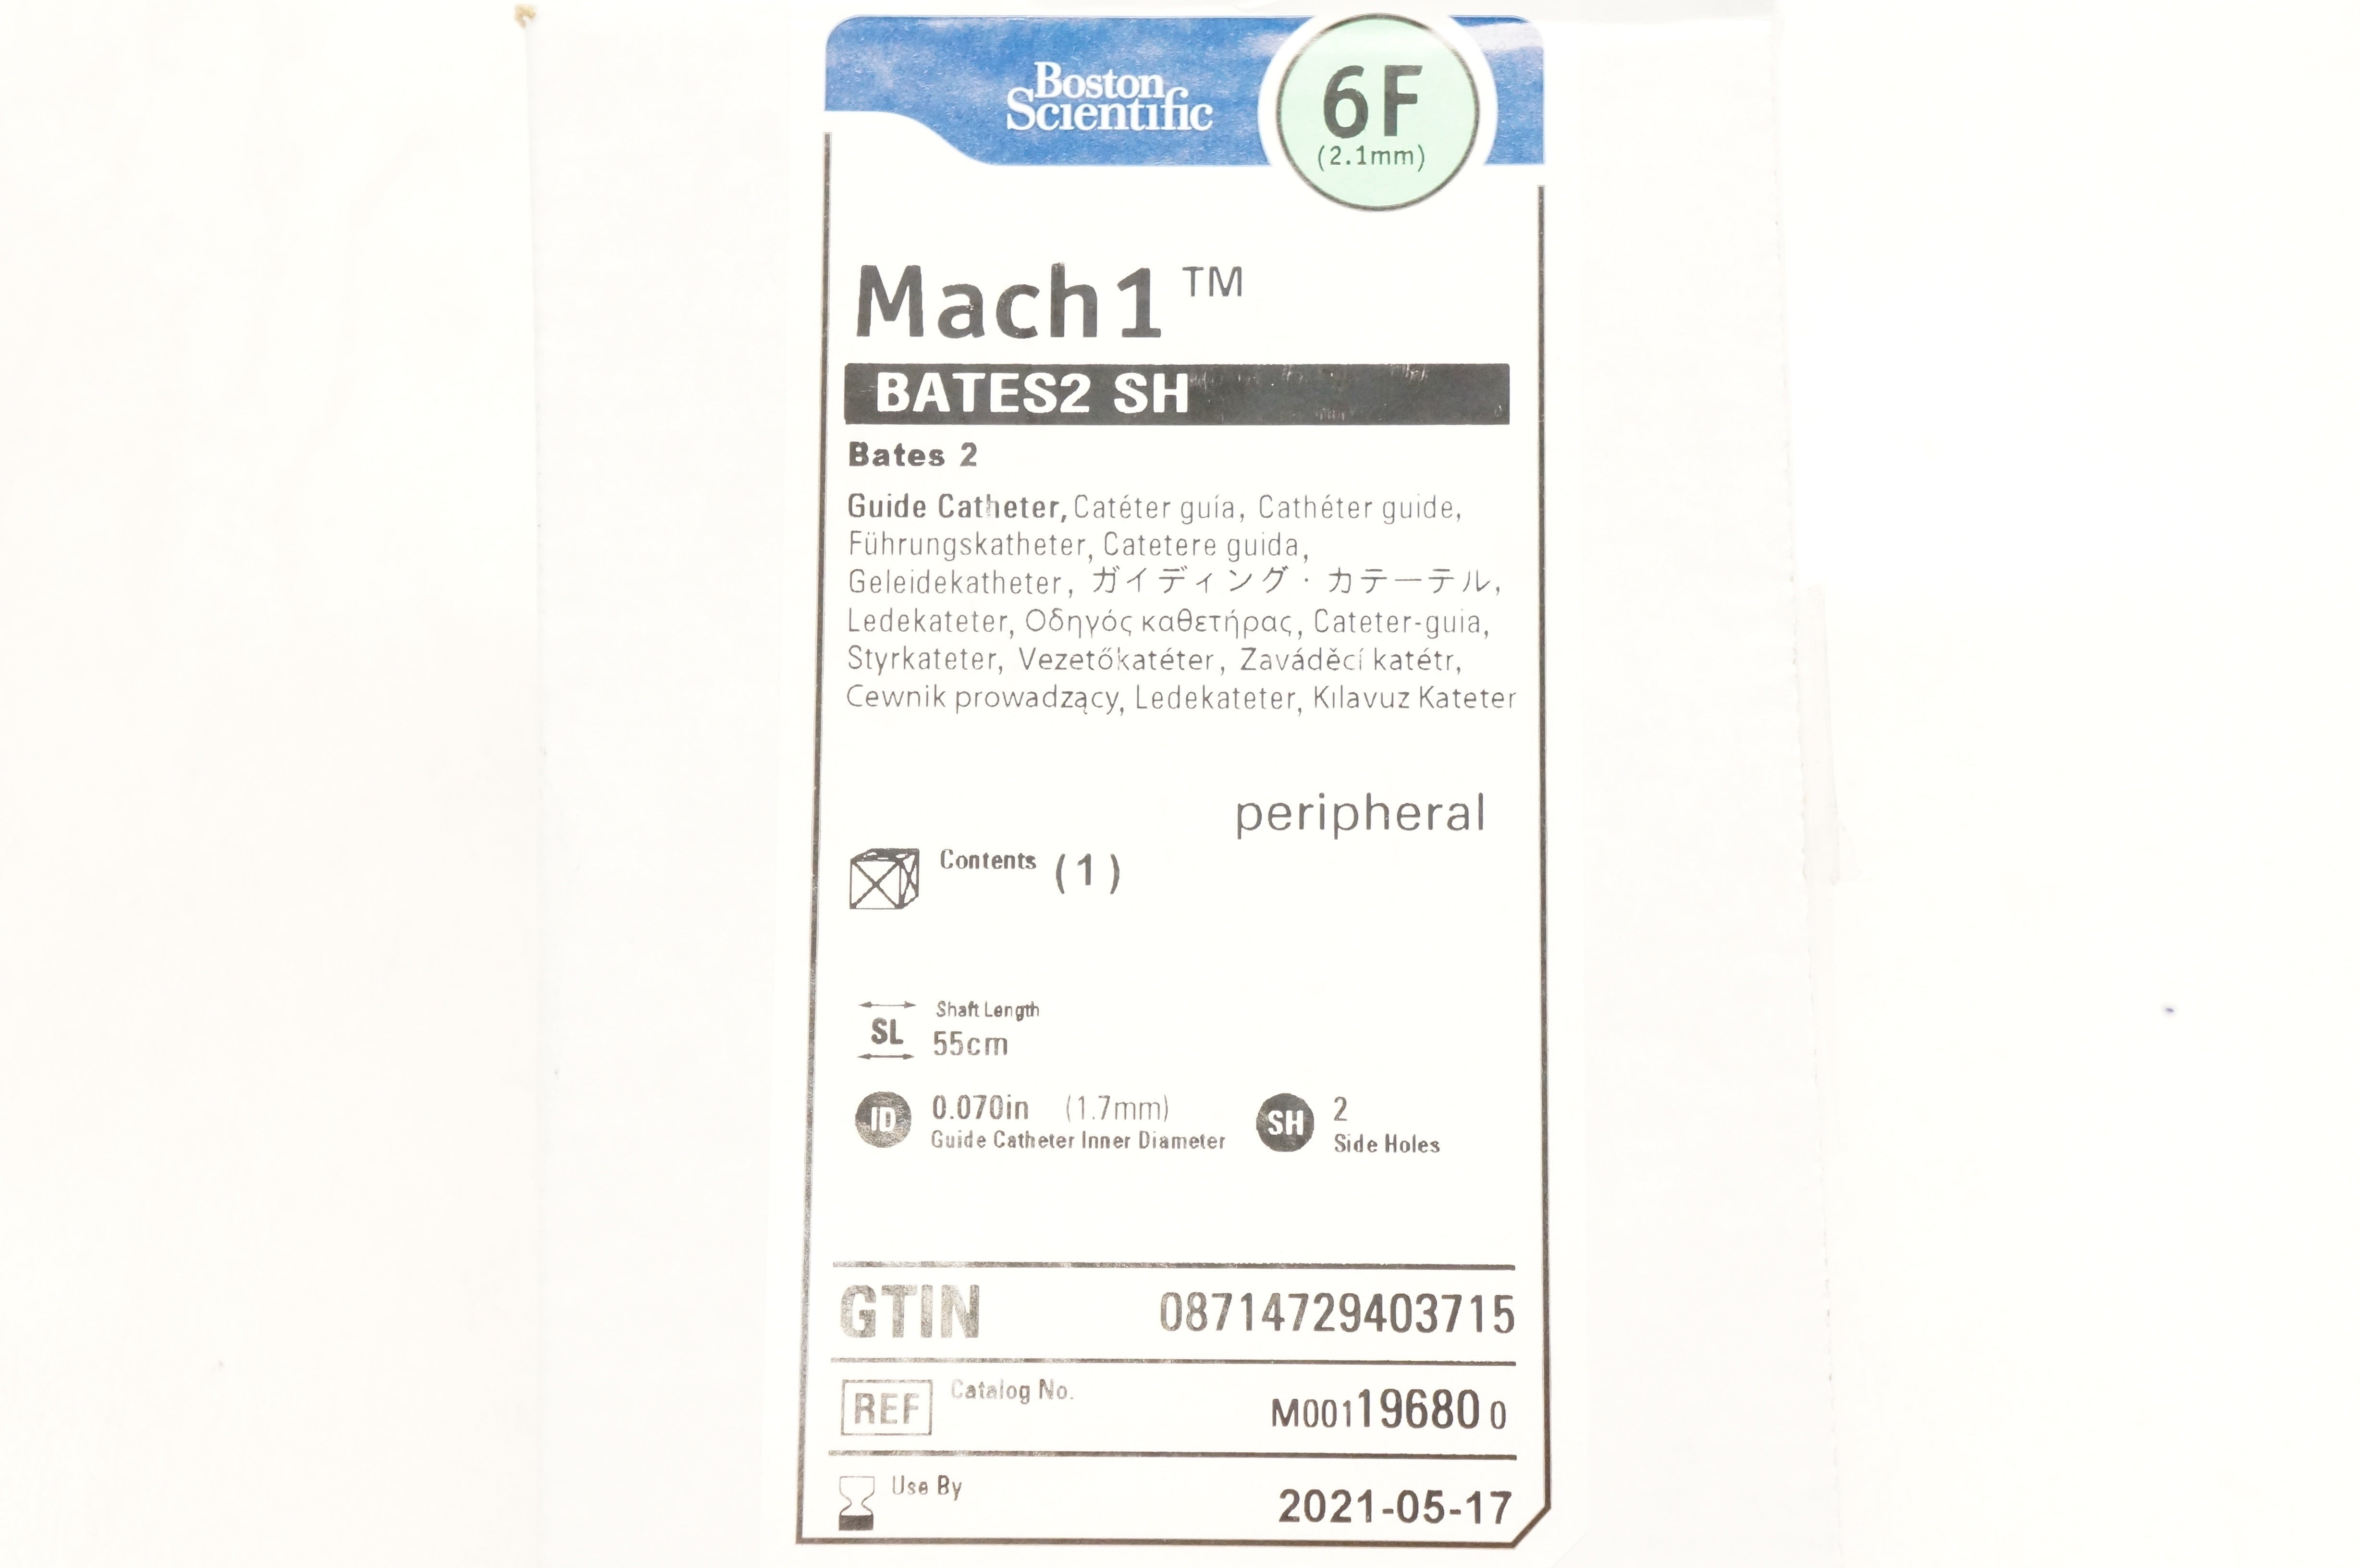 Boston
Scientific
6F
(2.1mm)
Mach1™
BATES2 SH
Bates 2
Guide Catheter, Catéter guía, Cathéter guide,
Führungskatheter, Catetere guida,
Geleidekatheter, ガイディング・カテーテル,
Ledekateter, Οδηγός καθετήρας, Cateter-guia,
Styrkateter, Vezetőkatéter, Zaváděcí katétr,
Cewnik prowadzący, Ledekateter, Kılavuz Kateter
peripheral
Contents (1)
Shaft Length
SL 55cm
ID 0.070in (1.7mm) SH 2
Guide Catheter Inner Diameter Side Holes
GTIN 08714729403715
REF Catalog No. M001196800
Use By 2021-05-17